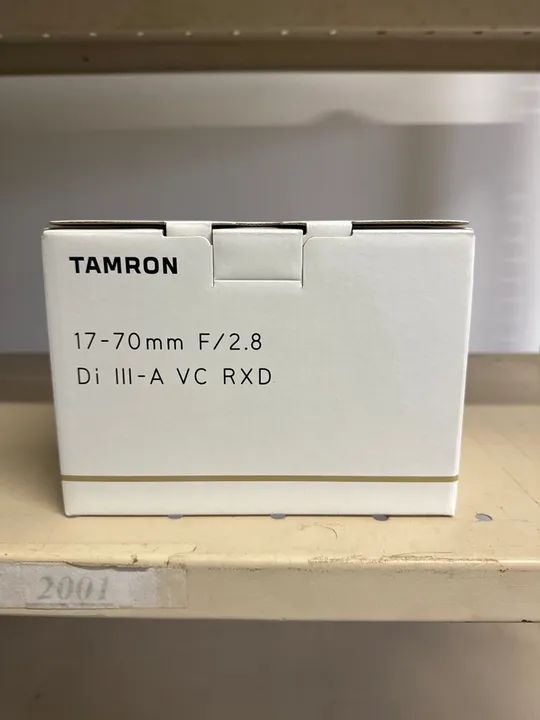 TAMRON
17-70mm F/2.8
Di III-A VC RXD
2001